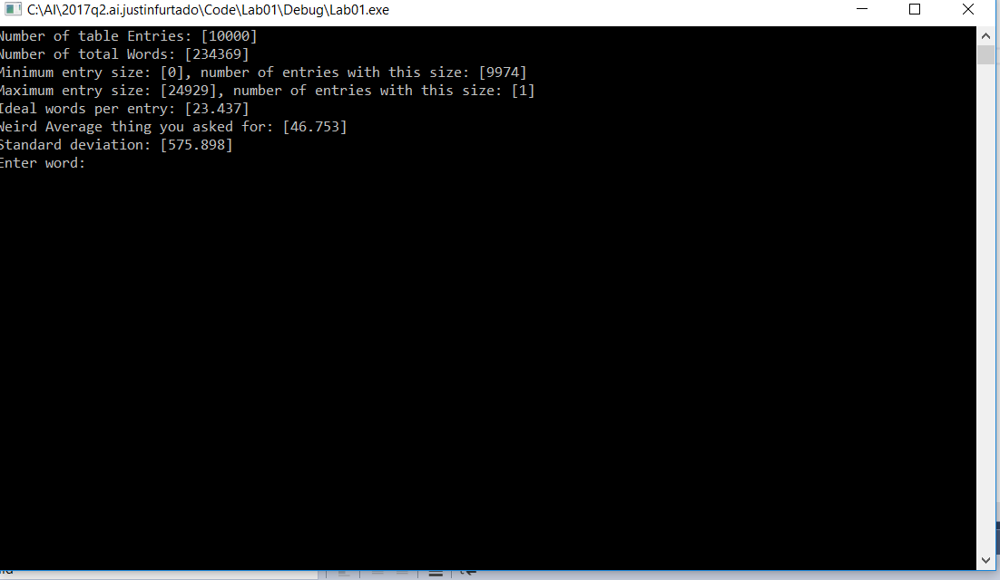 C:\AI\2017q2.ai.justinfurtado\Code\Lab01\Debug\Lab01.exe
Number of table Entries: [10000]
Number of total Words: [234369]
Minimum entry size: [0], number of entries with this size: [9974]
Maximum entry size: [24929], number of entries with this size: [1]
Ideal words per entry: [23.437]
Weird Average thing you asked for: [46.753]
Standard deviation: [575.898]
Enter word: